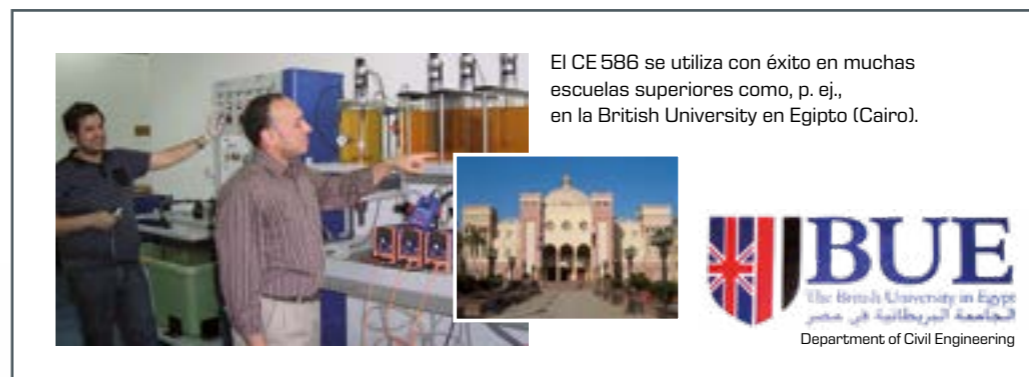 El CE 586 se utiliza con éxito en muchas
escuelas superiores como, p. ej.,
en la British University en Egipto (Cairo).
BUE
The British University in Egypt
الجامعة البريطانية في مصر
Department of Civil Engineering